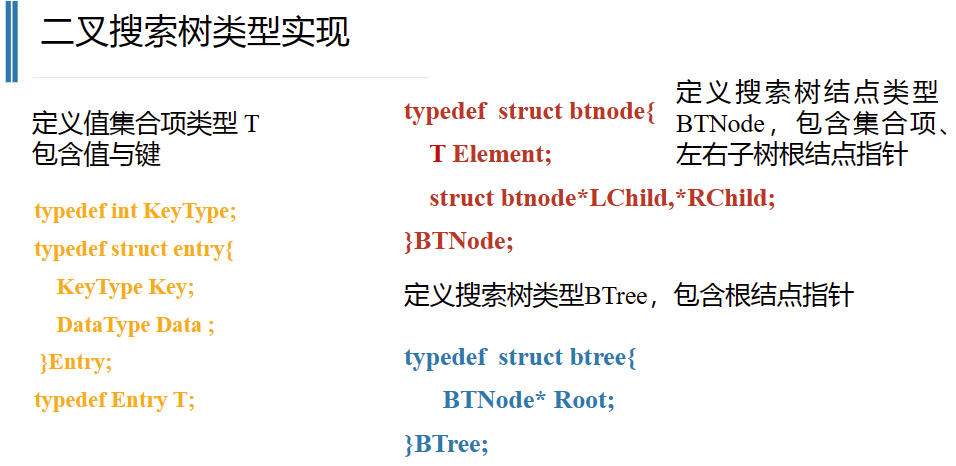 二叉搜索树类型实现
定义值集合项类型 T
包含值与键
typedef int KeyType;
typedef struct entry{
KeyType Key;
DataType Data ;
}Entry;
typedef Entry T;
typedef struct btnode{
T Element;
struct btnode*LChild,*RChild;
}BTNode;
定义搜索树结点类型
BTNode，包含集合项、
左右子树根结点指针
定义搜索树类型BTree，包含根结点指针
typedef struct btree{
BTNode* Root;
}BTree;